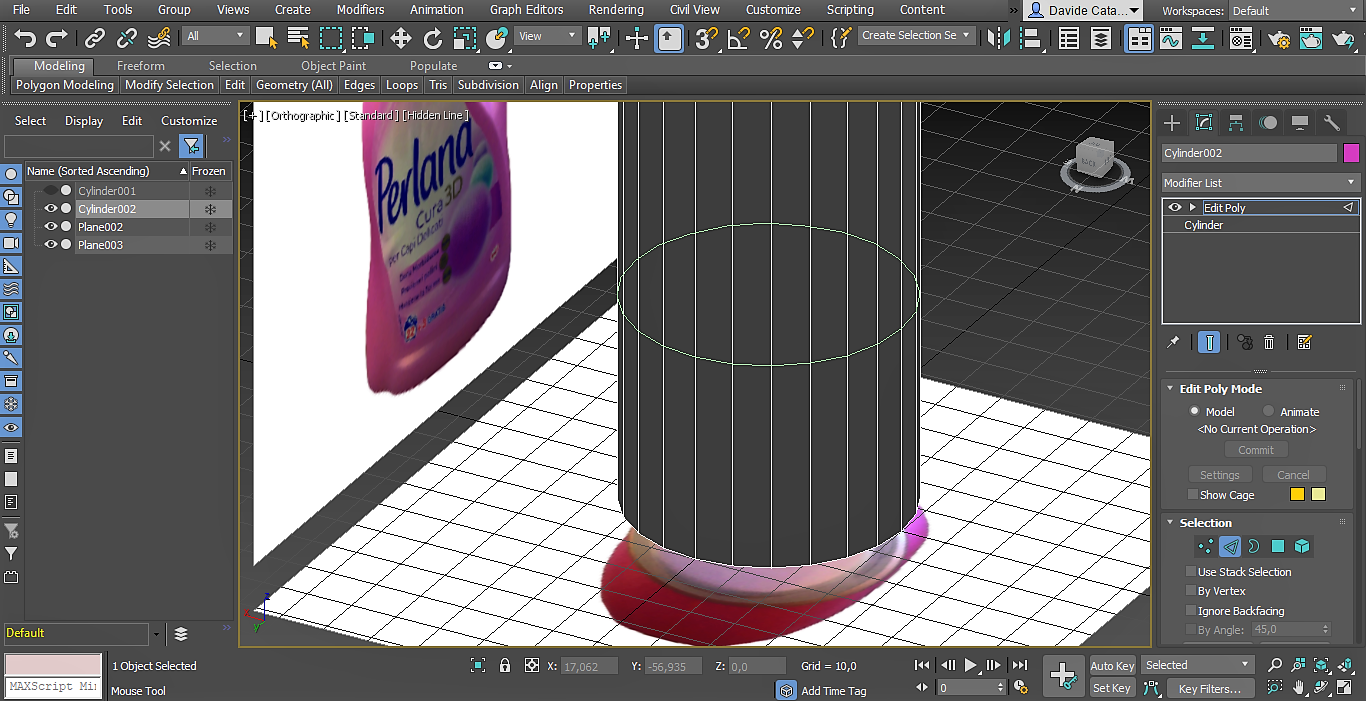 File Edit Tools Group Views Create Modifiers Animation Graph Editors Rendering Civil View Customize Scripting Content » Davide Cata... Workspaces: Default
All View 3 Create Selection Se
Modeling Freeform Selection Object Paint Populate
Polygon Modeling Modify Selection Edit Geometry (All) Edges Loops Tris Subdivision Align Properties
Select Display Edit Customize
Name (Sorted Ascending) Frozen
Cylinder001
Cylinder002
Plane002
Plane003
Default
[+] [Orthographic] [Standard] [Hidden Line]
Perlana
Cura 3D
per Capi Delicati
BACK
x y z
Cylinder002
Modifier List
Edit Poly
Cylinder
Edit Poly Mode
Model Animate
<No Current Operation>
Commit
Settings Cancel
Show Cage
Selection
Use Stack Selection
By Vertex
Ignore Backfacing
By Angle: 45,0
1 Object Selected X: 17,062 Y: -56,935 Z: 0,0 Grid = 10,0 Auto Key Selected
MAXScript Mi
Mouse Tool Add Time Tag 0 Set Key Key Filters...